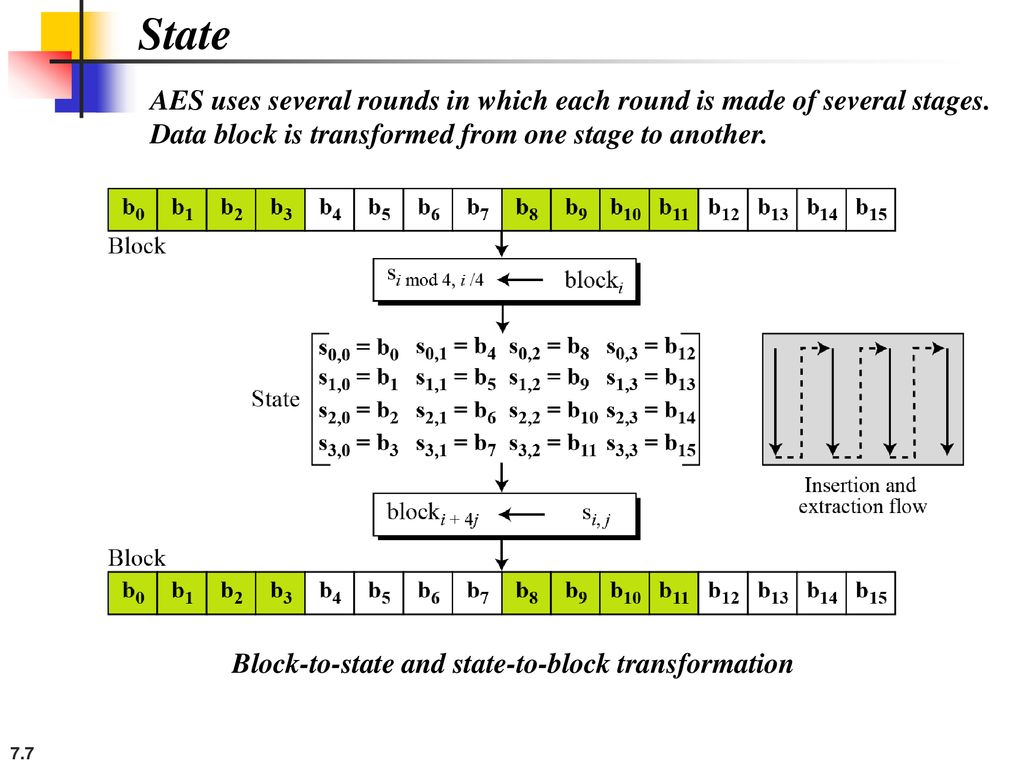 State
AES uses several rounds in which each round is made of several stages.
Data block is transformed from one stage to another.
b0 b1 b2 b3 b4 b5 b6 b7 b8 b9 b10 b11 b12 b13 b14 b15
Block
si mod 4, i /4 blocki
s0,0 = b0 s0,1 = b4 s0,2 = b8 s0,3 = b12
s1,0 = b1 s1,1 = b5 s1,2 = b9 s1,3 = b13
State
s2,0 = b2 s2,1 = b6 s2,2 = b10 s2,3 = b14
s3,0 = b3 s3,1 = b7 s3,2 = b11 s3,3 = b15
Insertion and
extraction flow
blocki + 4j si, j
Block
b0 b1 b2 b3 b4 b5 b6 b7 b8 b9 b10 b11 b12 b13 b14 b15
Block-to-state and state-to-block transformation
7.7